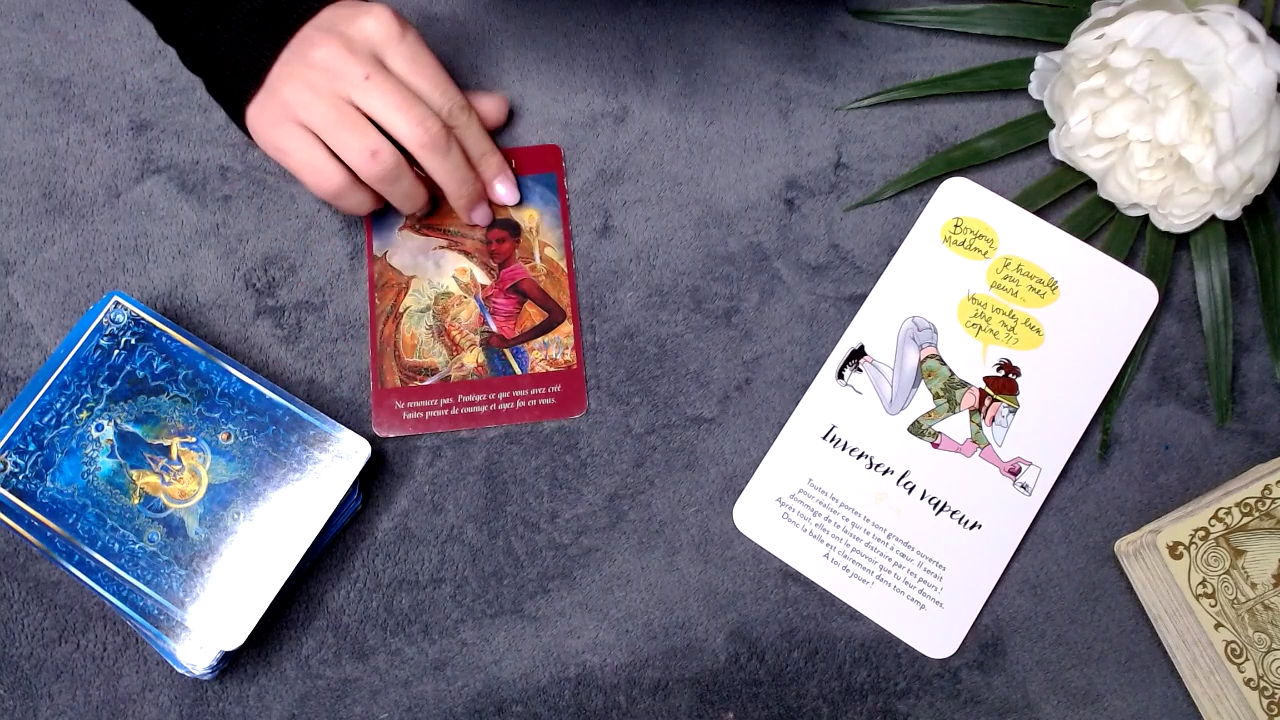 Ne renoncez pas. Protégez ce que vous avez créé.
Faites preuve de courage et ayez foi en vous.
Bonjour
Madame
Je travaille
sur mes
peurs..
Vous voulez bien
être ma
copine ?!?
Inverser la vapeur
Toutes les portes te sont grandes ouvertes
pour réaliser ce qui te tient à cœur. Il serait
dommage de te laisser distraire par tes peurs !
Après tout, elles ont le pouvoir que tu leur donnes.
Donc la balle est clairement dans ton camp.
À toi de jouer !